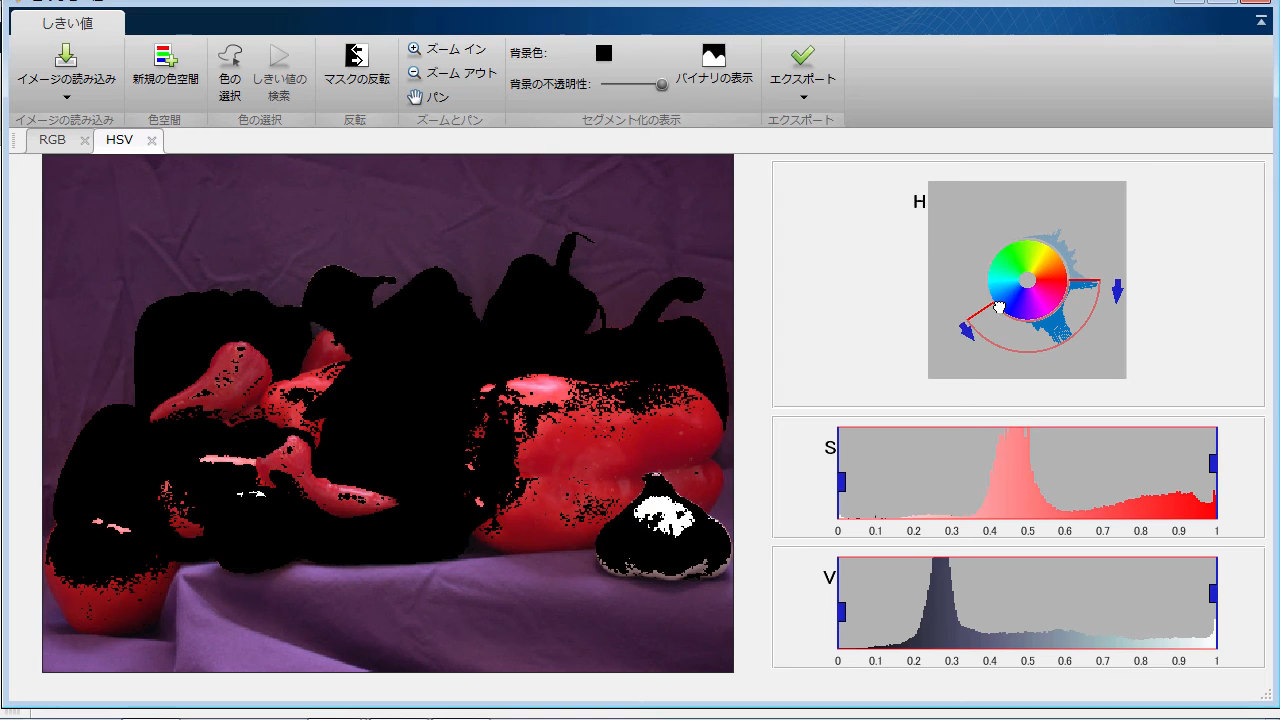 しきい値
イメージの読み込み
新規の色空間
色の
選択
しきい値の
検索
マスクの反転
ズーム イン
ズーム アウト
パン
背景色:
背景の不透明性:
バイナリの表示
エクスポート
イメージの読み込み
色空間
色の選択
反転
ズームとパン
セグメント化の表示
エクスポート
RGB
HSV
H
S
0 0.1 0.2 0.3 0.4 0.5 0.6 0.7 0.8 0.9 1
V
0 0.1 0.2 0.3 0.4 0.5 0.6 0.7 0.8 0.9 1